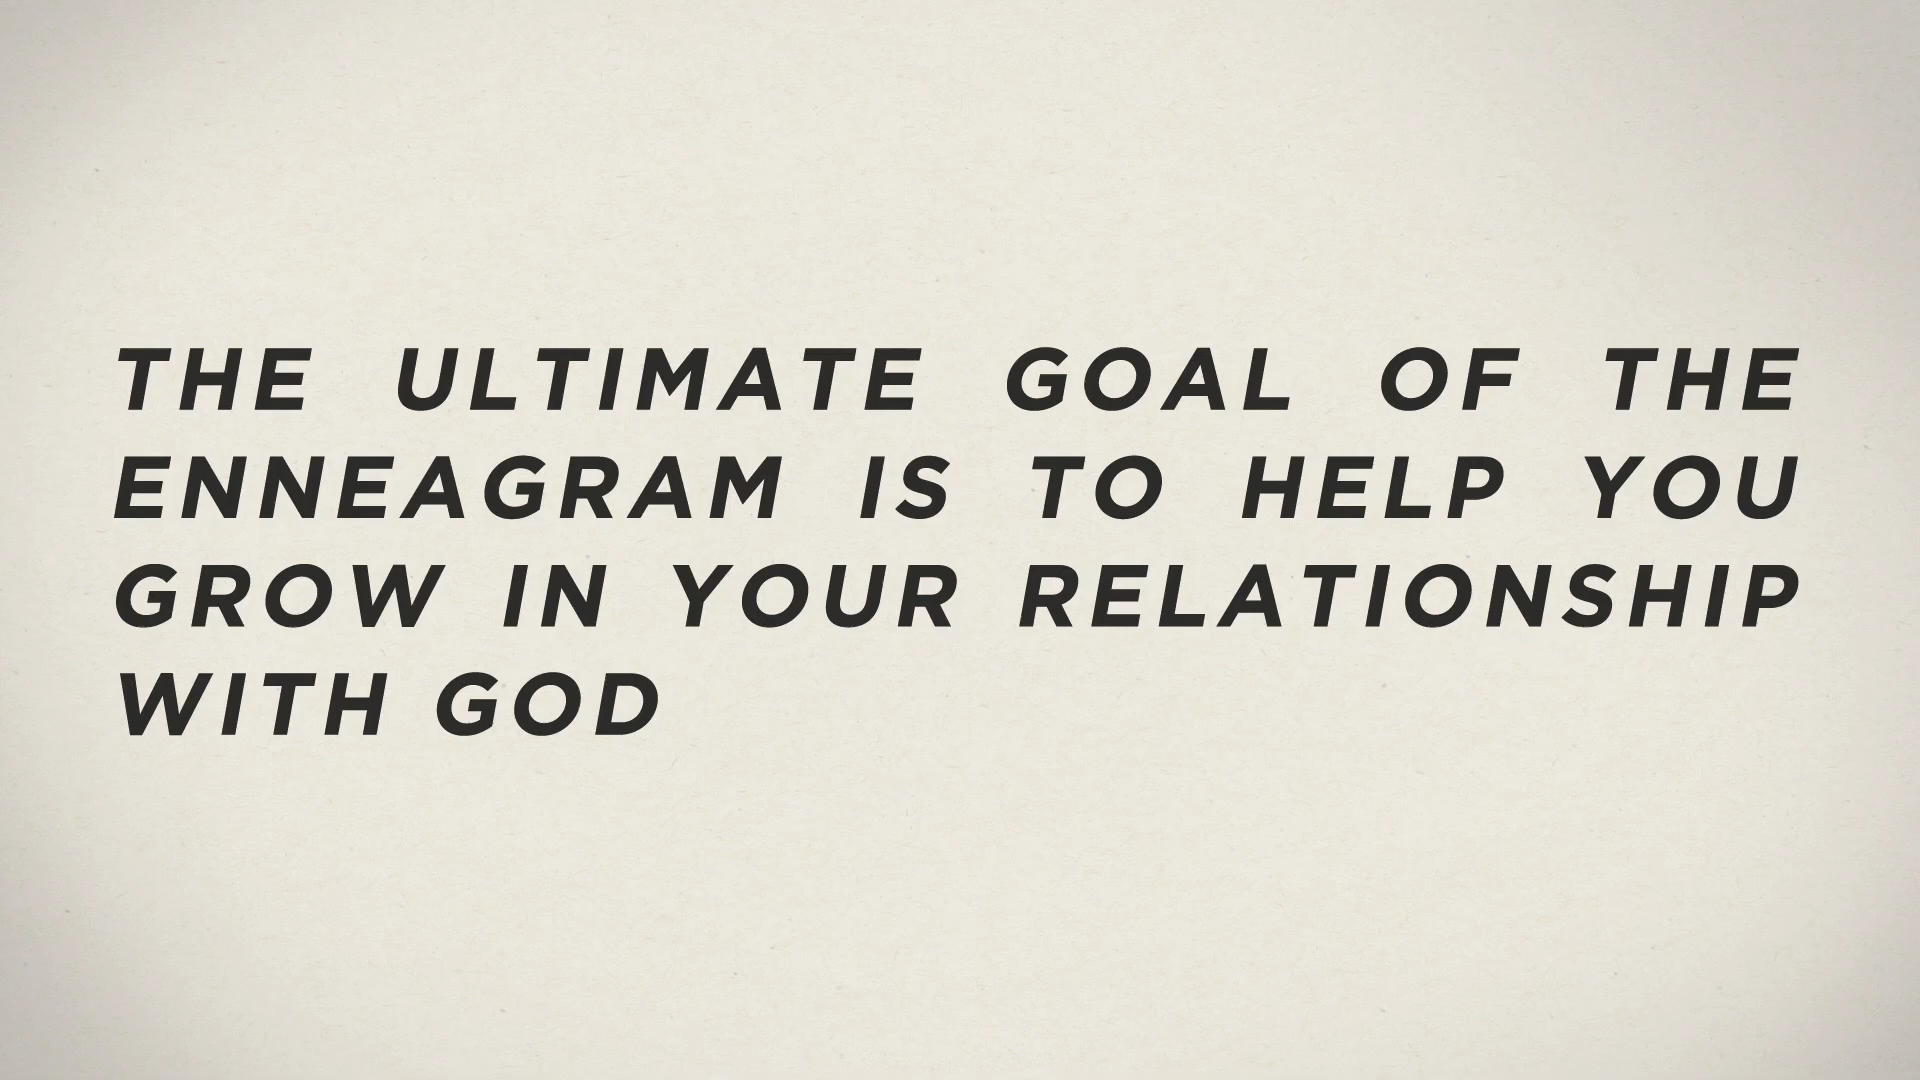 THE ULTIMATE GOAL OF THE
ENNEAGRAM IS TO HELP YOU
GROW IN YOUR RELATIONSHIP
WITH GOD